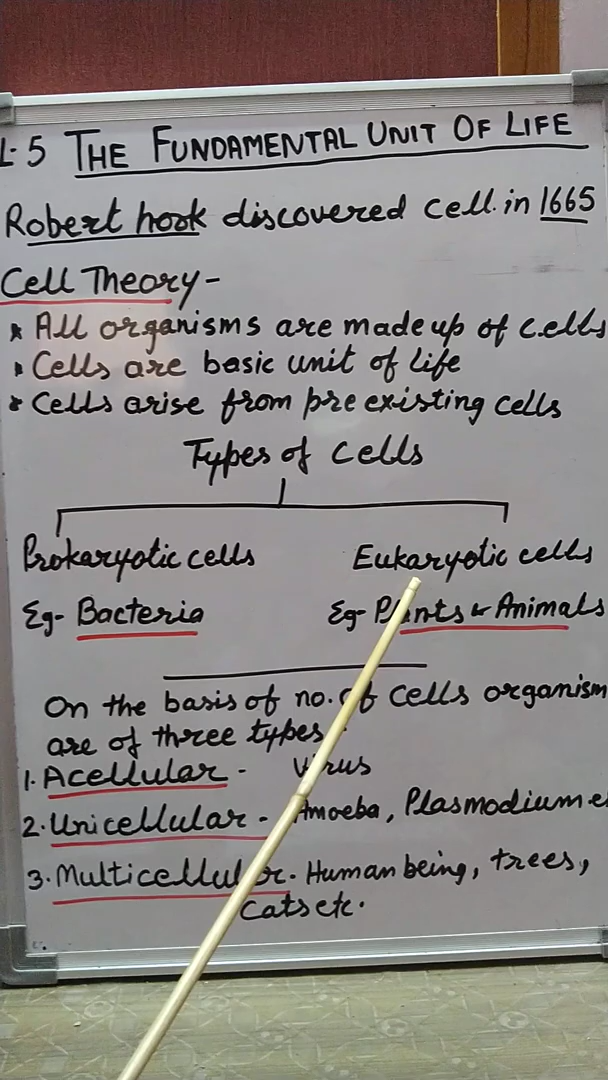 L-5 THE FUNDAMENTAL UNIT OF LIFE
Robert hook discovered cell in 1665
Cell Theory-
* All organisms are made up of cells
* Cells are basic unit of life
* Cells arise from pre existing cells
Types of cells
Prokaryotic cells Eukaryotic cells
Eg- Bacteria Eg- Plants & Animals
On the basis of no. of cells organism
are of three types
1. Acellular - Virus
2. Unicellular - Amoeba, Plasmodium
3. Multicellular. Human being, trees,
Cats etc.